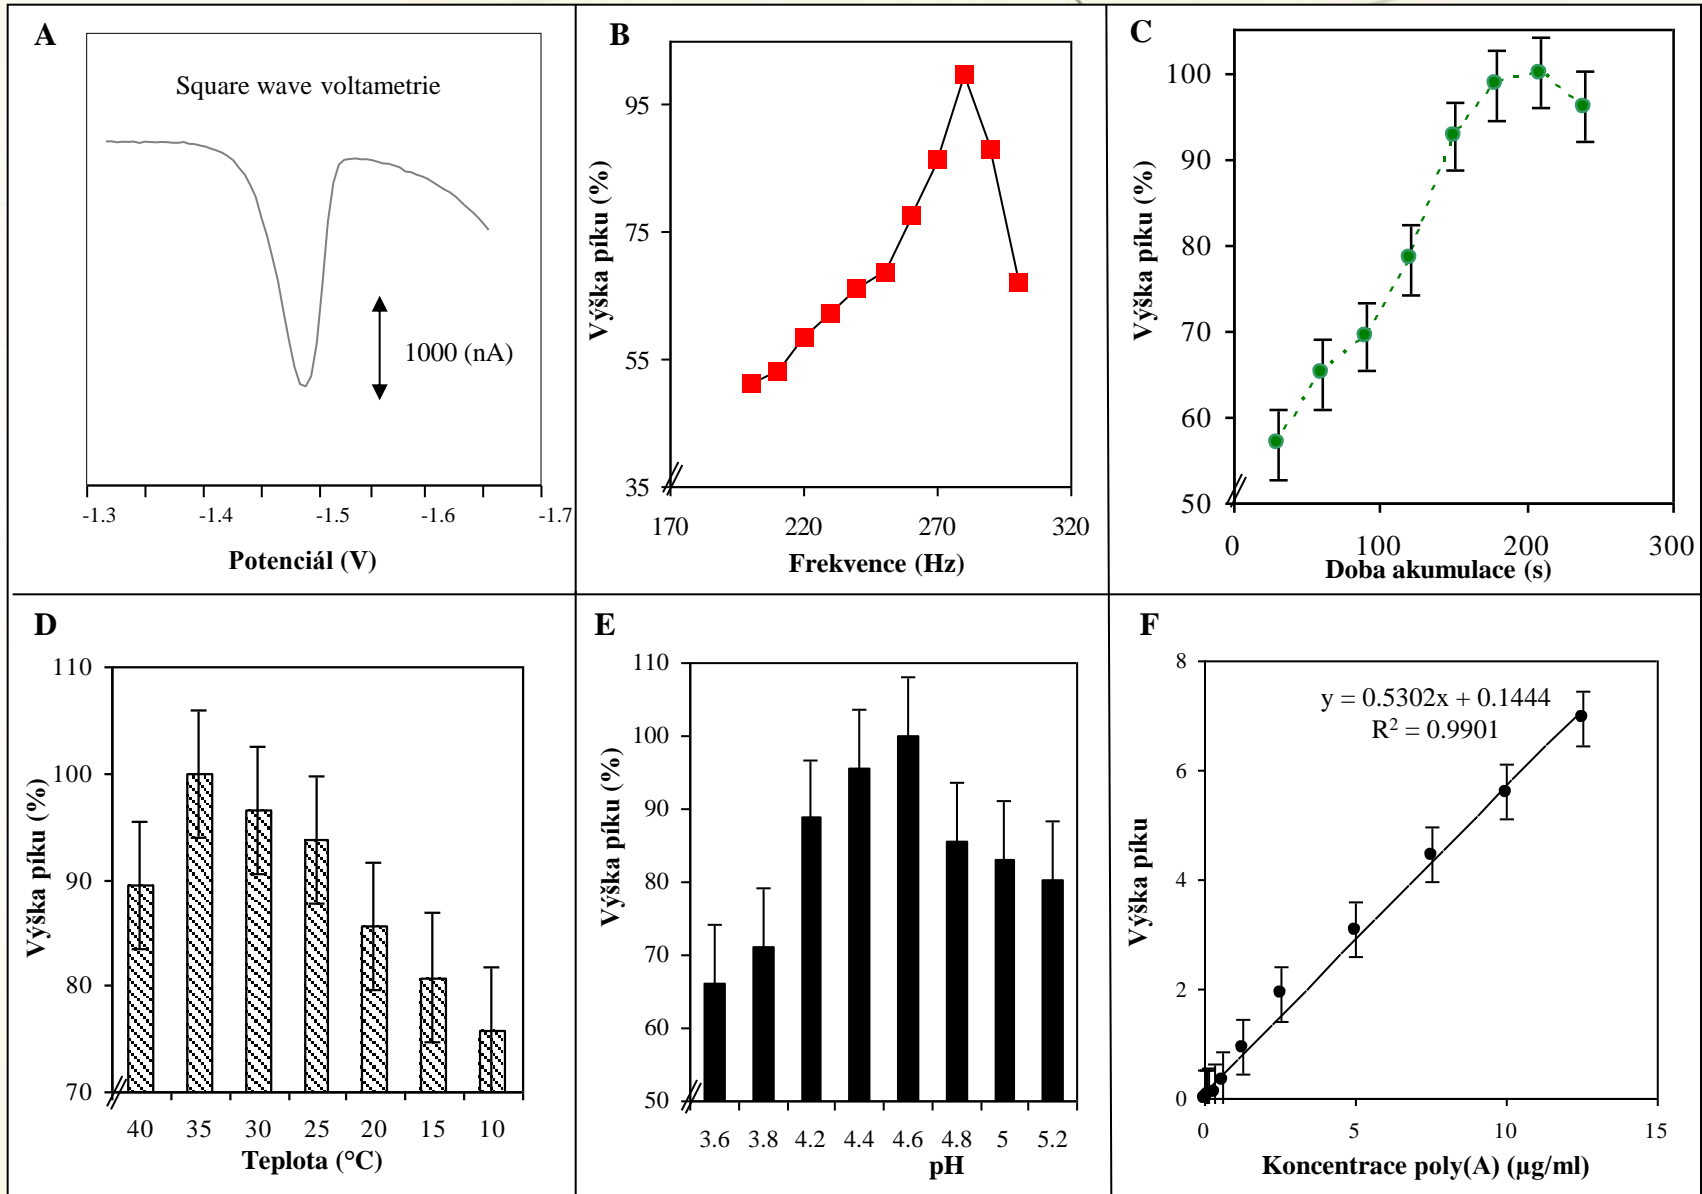 A
Square wave voltametrie
1000 (nA)
-1.3 -1.4 -1.5 -1.6 -1.7
Potenciál (V)
B
Výška píku (%)
95
75
55
35
170 220 270 320
Frekvence (Hz)
C
Výška píku (%)
100
90
80
70
60
50
0 100 200 300
Doba akumulace (s)
D
Výška píku (%)
110
100
90
80
70
40 35 30 25 20 15 10
Teplota (°C)
E
Výška píku (%)
110
100
90
80
70
60
50
3.6 3.8 4.2 4.4 4.6 4.8 5 5.2
pH
F
Výška píku
8
y = 0.5302x + 0.1444
R² = 0.9901
6
4
2
0
0 5 10 15
Koncentrace poly(A) (µg/ml)